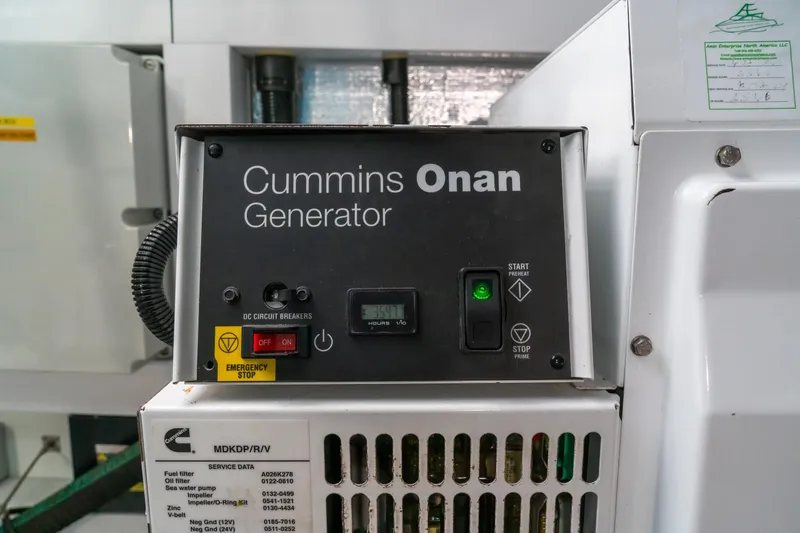 Cummins Onan
Generator
START
PREHEAT
DC CIRCUIT BREAKERS
HOURS 1/10
OFF ON
STOP
PRIME
EMERGENCY
STOP
MDKDP/R/V
SERVICE DATA
Fuel filter A026K278
Oil filter 0122-0810
Sea water pump
Impeller 0132-0499
Impeller/O-Ring Kit 0541-1521
Zinc 0130-4434
V-belt
Neg Gnd (12V) 0185-7016
Neg Gnd (24V) 0511-0252